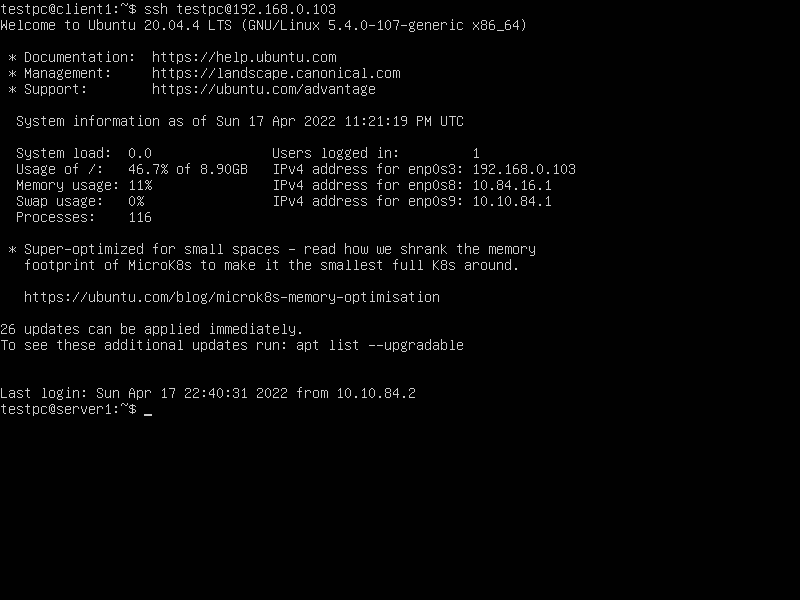 testpc@client1:~$ ssh testpc@192.168.0.103
Welcome to Ubuntu 20.04.4 LTS (GNU/Linux 5.4.0-107-generic x86_64)

 * Documentation:  https://help.ubuntu.com
 * Management:     https://landscape.canonical.com
 * Support:        https://ubuntu.com/advantage

  System information as of Sun 17 Apr 2022 11:21:19 PM UTC

  System load:  0.0               Users logged in:         1
  Usage of /:   46.7% of 8.90GB   IPv4 address for enp0s3: 192.168.0.103
  Memory usage: 11%               IPv4 address for enp0s8: 10.84.16.1
  Swap usage:   0%                IPv4 address for enp0s9: 10.10.84.1
  Processes:    116

 * Super-optimized for small spaces - read how we shrank the memory
   footprint of MicroK8s to make it the smallest full K8s around.

   https://ubuntu.com/blog/microk8s-memory-optimisation

26 updates can be applied immediately.
To see these additional updates run: apt list --upgradable


Last login: Sun Apr 17 22:40:31 2022 from 10.10.84.2
testpc@server1:~$ _